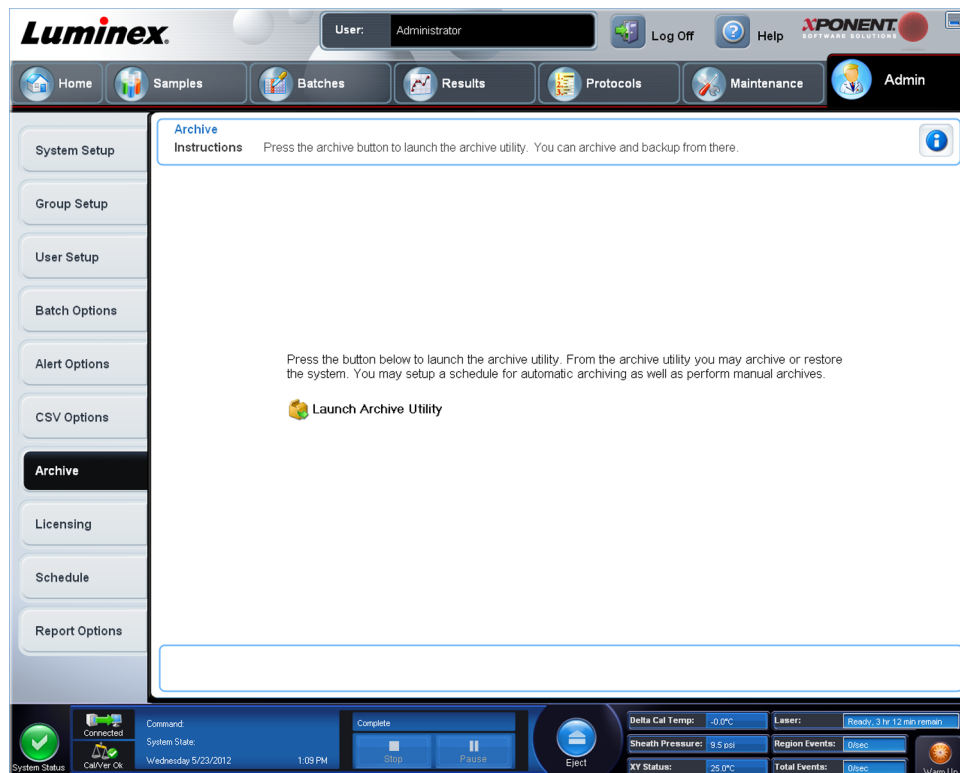 Luminex.
User: Administrator
Log Off
Help
XPONENT.
SOFTWARE SOLUTIONS
Home
Samples
Batches
Results
Protocols
Maintenance
Admin
System Setup
Group Setup
User Setup
Batch Options
Alert Options
CSV Options
Archive
Licensing
Schedule
Report Options
Archive
Instructions Press the archive button to launch the archive utility. You can archive and backup from there.
Press the button below to launch the archive utility. From the archive utility you may archive or restore
the system. You may setup a schedule for automatic archiving as well as perform manual archives.
Launch Archive Utility
System Status
Connected
Cal/Ver Ok
Command:
System State:
Wednesday 5/23/2012 1:09 PM
Complete
Stop
Pause
Eject
Delta Cal Temp: -0.0°C
Sheath Pressure: 9.5 psi
XY Status: 25.0°C
Laser: Ready, 3 hr 12 min remain
Region Events: 0/sec
Total Events: 0/sec
Warm Up